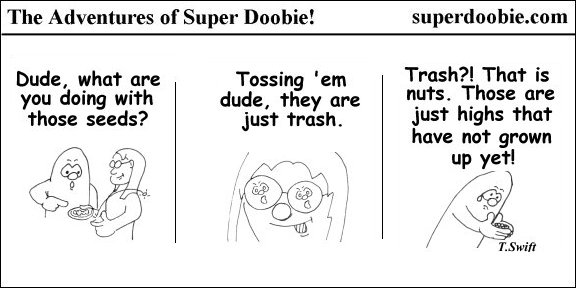 The Adventures of Super Doobie!
superdoobie.com
Dude, what are
you doing with
those seeds?
Tossing 'em
dude, they are
just trash.
Trash?! That is
nuts. Those are
just highs that
have not grown
up yet!
T.Swift